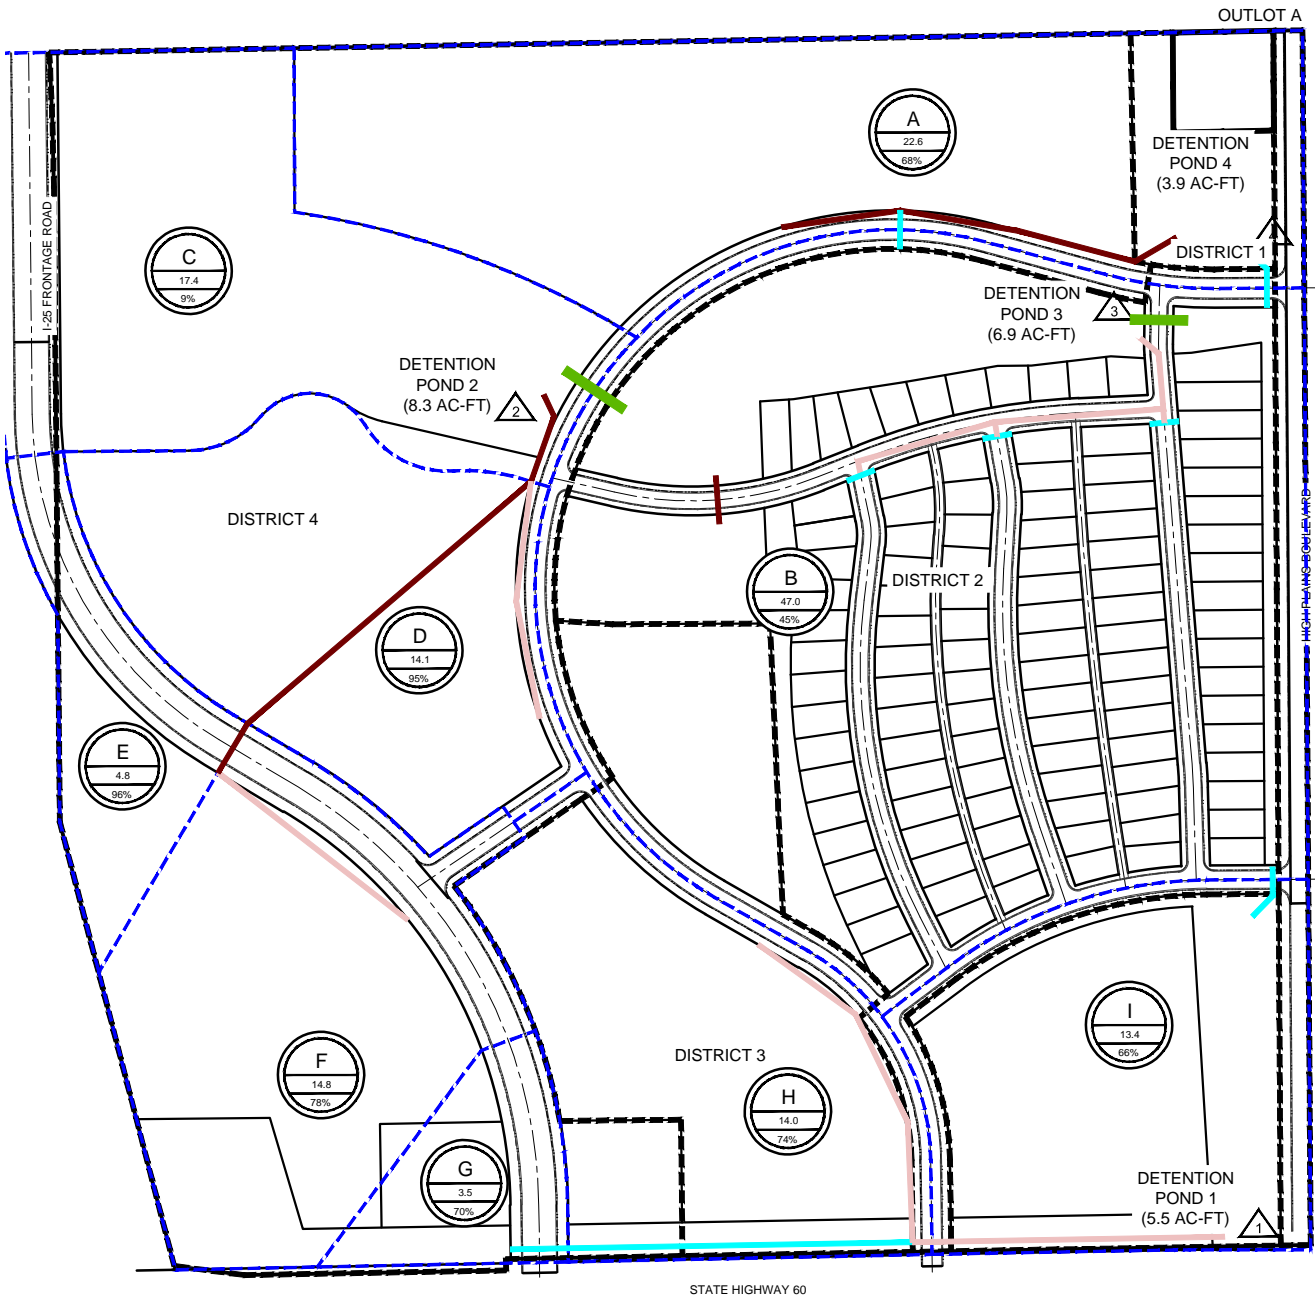 OUTLOT A
A
22.6
68%
DETENTION
POND 4
(3.9 AC-FT)
DISTRICT 1
I-25 FRONTAGE ROAD
C
17.4
9%
DETENTION
POND 3
(6.9 AC-FT)
3
DETENTION
POND 2
(8.3 AC-FT)
2
DISTRICT 4
HIGH PLAINS BOULEVARD
B
47.0
45%
DISTRICT 2
D
14.1
95%
E
4.8
96%
F
14.8
78%
DISTRICT 3
I
13.4
66%
H
14.0
74%
G
3.5
70%
DETENTION
POND 1
(5.5 AC-FT)
1
STATE HIGHWAY 60